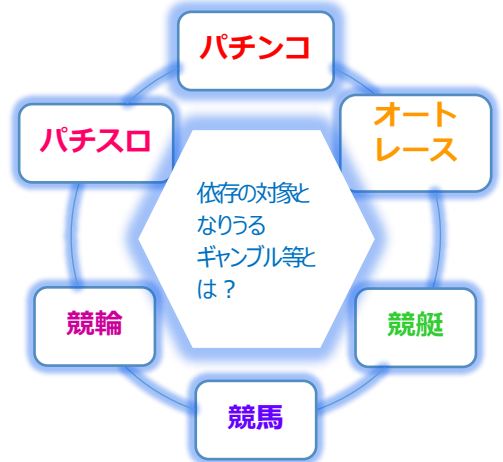 パチンコ
オート
レース
パチスロ
依存の対象と
なりうる
ギャンブル等と
は？
競輪
競艇
競馬